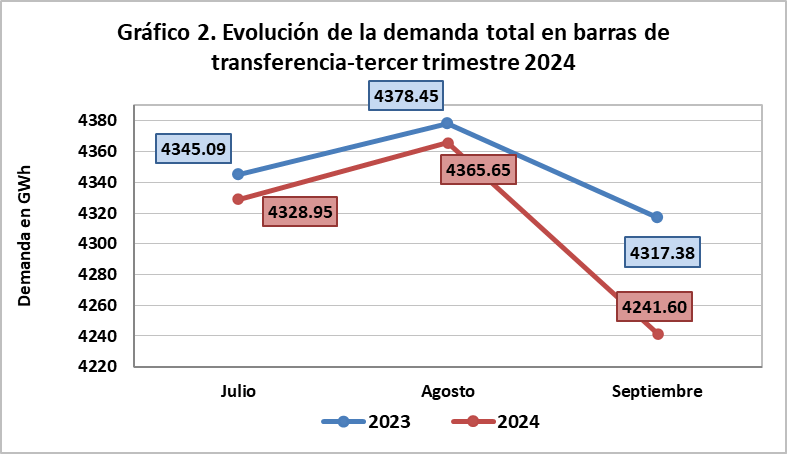 Gráfico 2. Evolución de la demanda total en barras de
transferencia-tercer trimestre 2024
Demanda en GWh
4380
4360
4340
4320
4300
4280
4260
4240
4220
4345.09
4378.45
4317.38
4328.95
4365.65
4241.60
Julio
Agosto
Septiembre
2023
2024